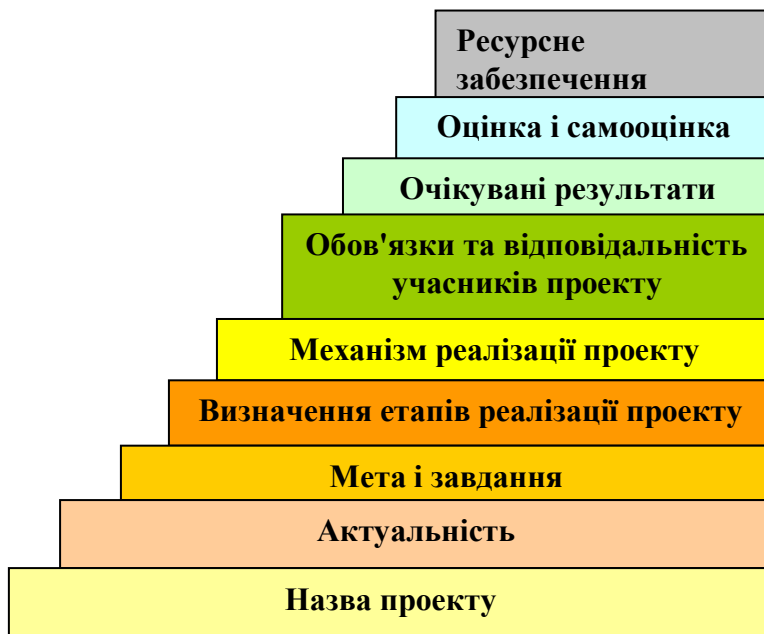 Ресурсне
забезпечення
Оцінка і самооцінка
Очікувані результати
Обов'язки та відповідальність
учасників проекту
Механізм реалізації проекту
Визначення етапів реалізації проекту
Мета і завдання
Актуальність
Назва проекту